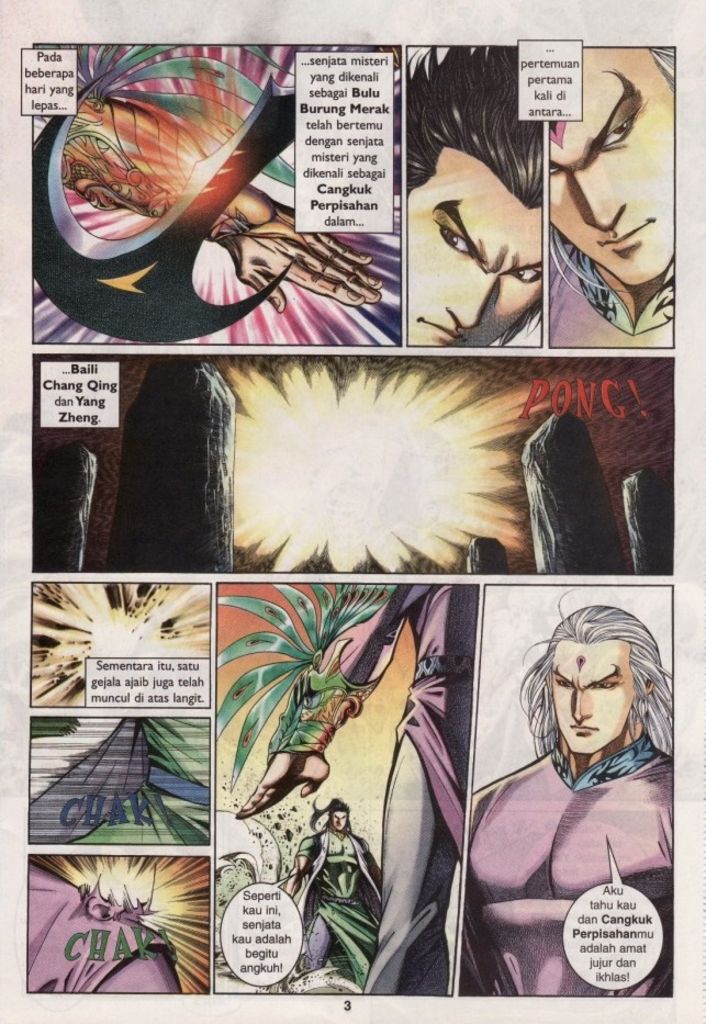 Pada
beberapa
hari yang
lepas...
...senjata misteri
yang dikenali
sebagai Bulu
Burung Merak
telah bertemu
dengan senjata
misteri yang
dikenali sebagai
Cangkuk
Perpisahan
dalam...
...
pertemuan
pertama
kali di
antara...
...Baili
Chang Qing
dan Yang
Zheng.
PONG!
Sementara itu, satu
gejala ajaib juga telah
muncul di atas langit.
CHAK!
CHAK!
Seperti
kau ini,
senjata
kau adalah
begitu
angkuh!
Aku
tahu kau
dan Cangkuk
Perpisahanmu
adalah amat
jujur dan
ikhlas!
3